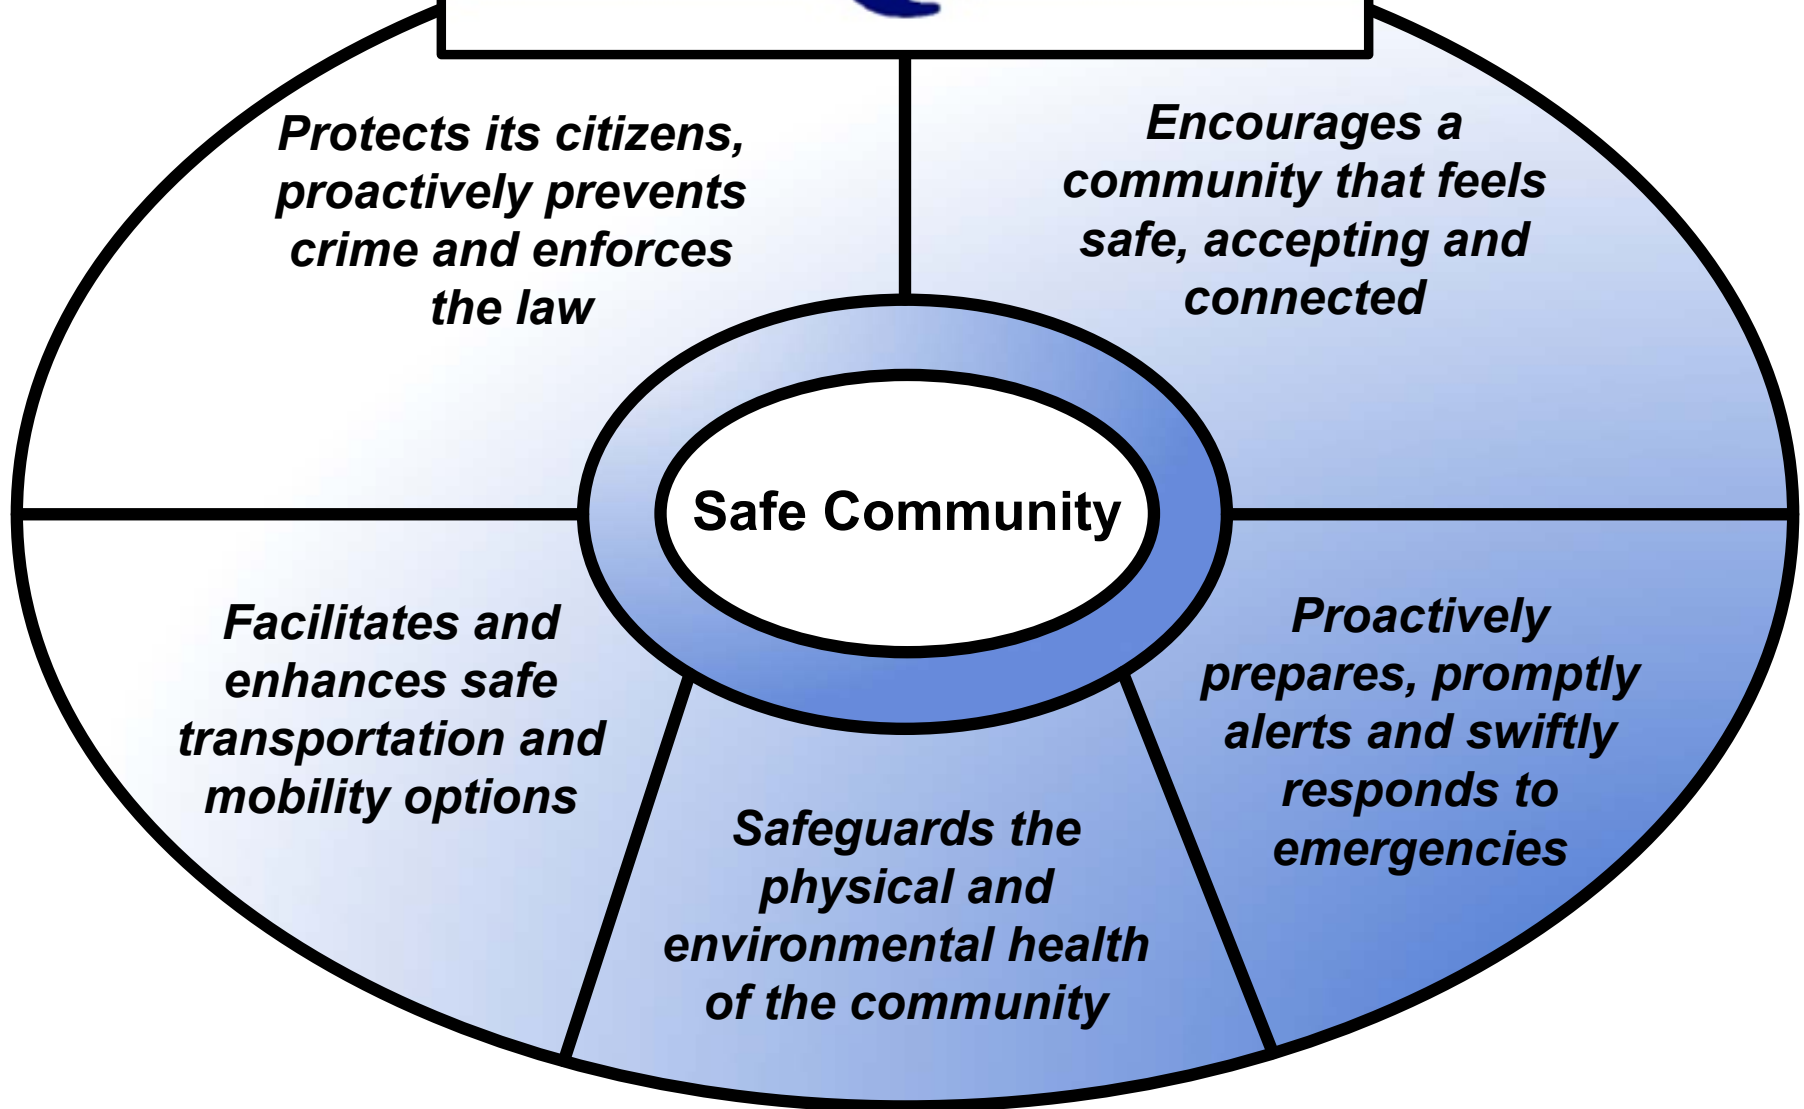 Protects its citizens,
proactively prevents
crime and enforces
the law
Encourages a
community that feels
safe, accepting and
connected
Safe Community
Facilitates and
enhances safe
transportation and
mobility options
Safeguards the
physical and
environmental health
of the community
Proactively
prepares, promptly
alerts and swiftly
responds to
emergencies